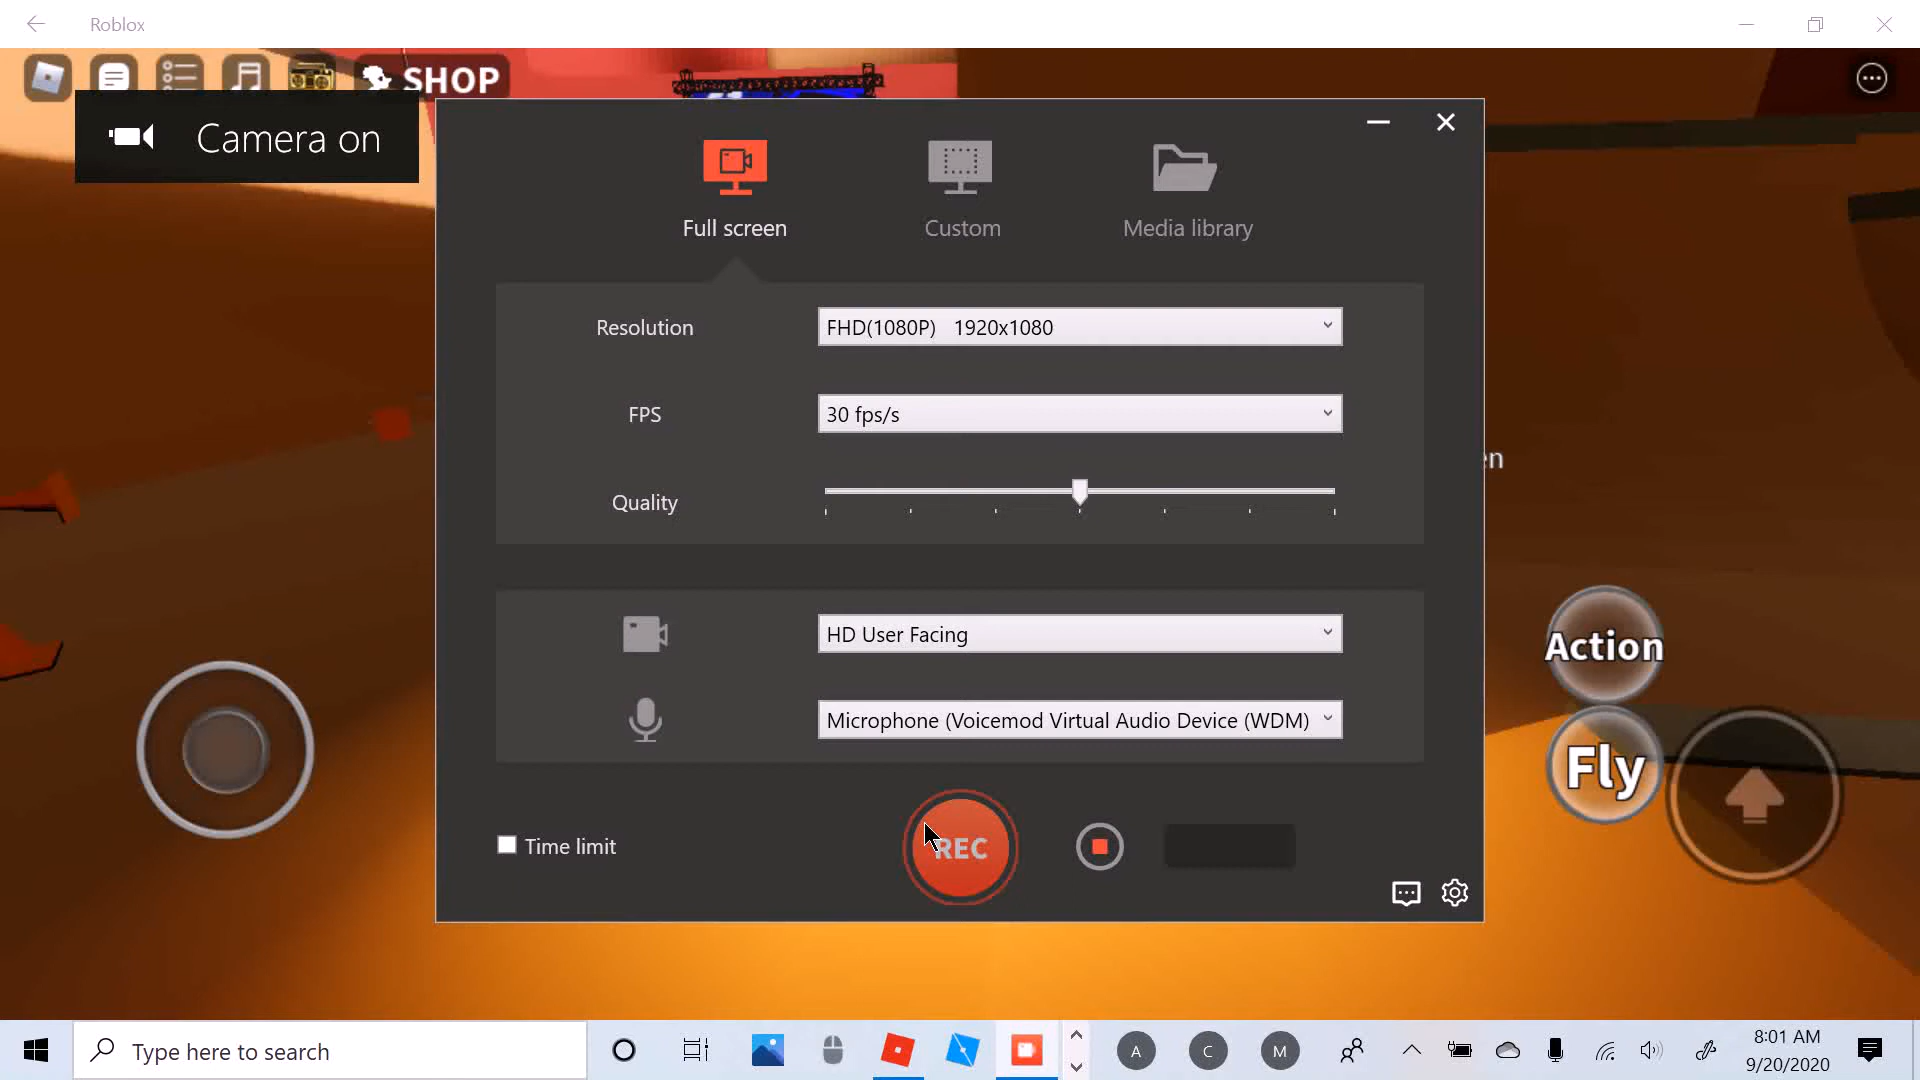 Roblox
SHOP
Camera on
Full screen
Custom
Media library
Resolution
FHD(1080P) 1920x1080
FPS
30 fps/s
en
Quality
HD User Facing
Action
Microphone (Voicemod Virtual Audio Device (WDM)
Fly
Time limit
REC
Type here to search
A
C
M
8:01 AM
9/20/2020